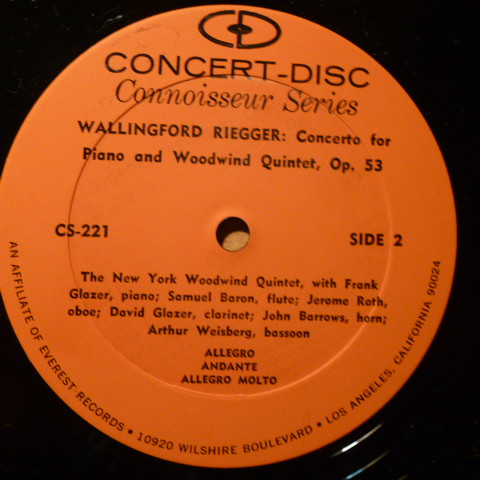 CD
CONCERT-DISC
Connoisseur Series
WALLINGFORD RIEGGER: Concerto for
Piano and Woodwind Quintet, Op. 53
CS-221
SIDE 2
The New York Woodwind Quintet, with Frank
Glazer, piano; Samuel Baron, flute; Jerome Roth,
oboe; David Glazer, clarinet; John Barrows, horn;
Arthur Weisberg, bassoon
ALLEGRO
ANDANTE
ALLEGRO MOLTO
AN AFFILIATE OF EVEREST RECORDS • 10920 WILSHIRE BOULEVARD • LOS ANGELES, CALIFORNIA 90024